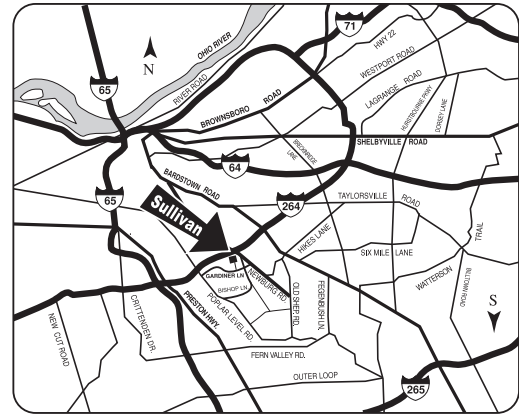 71
HWY 22
OHIO RIVER
N
WESTPORT ROAD
65
RIVER ROAD
LAGRANGE ROAD
HURSTBOURNE PKWY
DORSEY LANE
BROWNSBORO ROAD
BRECKINRIDGE LANE
SHELBYVILLE ROAD
64
BARDSTOWN ROAD
65
TAYLORSVILLE ROAD
Sullivan
264
HIKES LANE
TRAIL
SIX MILE LANE
GARDINER LN
NEWBURG RD.
WATTERSON
BISHOP LN.
OLD SHEP. RD.
FEGENBUSH LN.
BILLTOWN ROAD
S
POPLAR LEVEL RD.
PRESTON HWY.
CRITTENDEN DR.
NEW CUT ROAD
FERN VALLEY RD.
OUTER LOOP
265